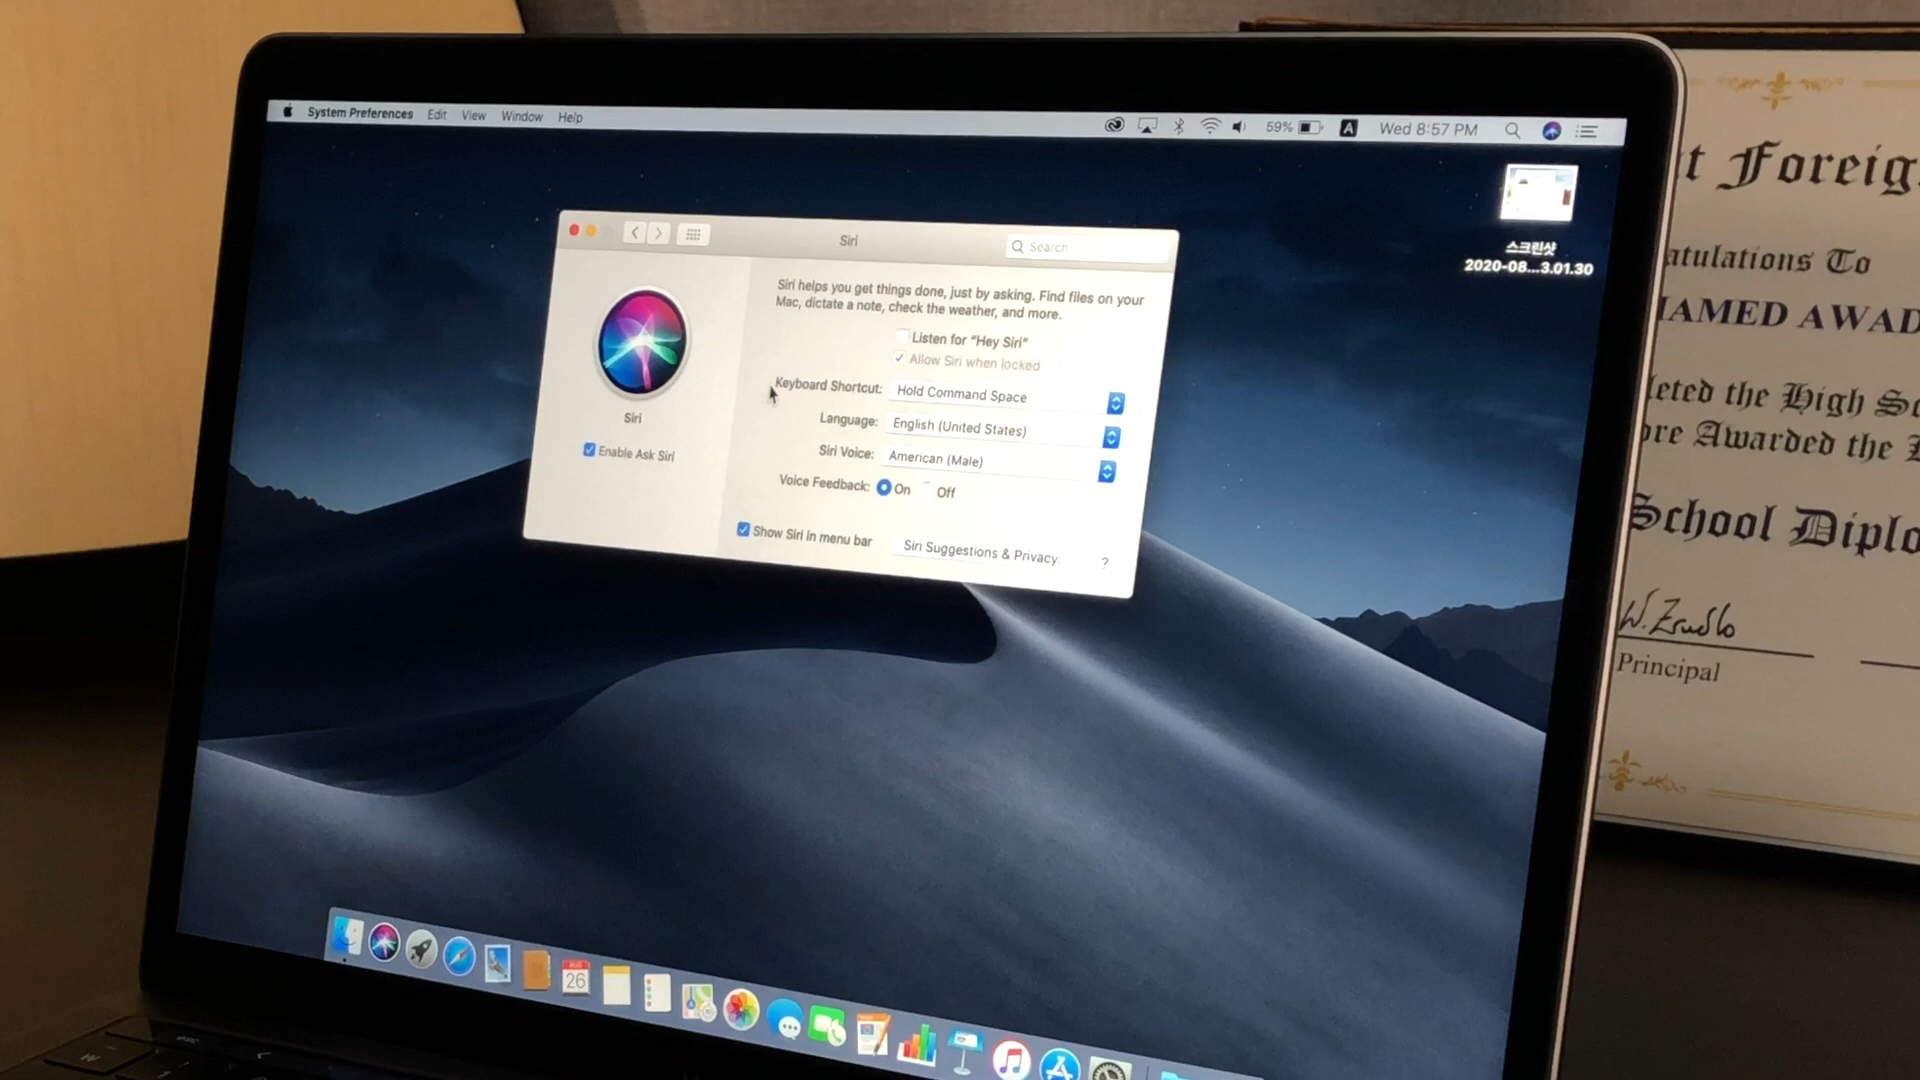 System Preferences Edit View Window Help
59% A Wed 8:57 PM
Siri
Search
Siri helps you get things done, just by asking. Find files on your
Mac, dictate a note, check the weather, and more.
Listen for “Hey Siri”
Allow Siri when locked
Keyboard Shortcut: Hold Command Space
Language: English (United States)
Siri Voice: American (Male)
Voice Feedback: On Off
Show Siri in menu bar
Siri Suggestions & Privacy
?
Siri
Enable Ask Siri
스크린샷
2020-08...3.01.30
26
t Foreig
atulations To
HAMED AWAD
leted the High Sc
ore Awarded the
School Diplo
W. Zrudlo
Principal
esc
W